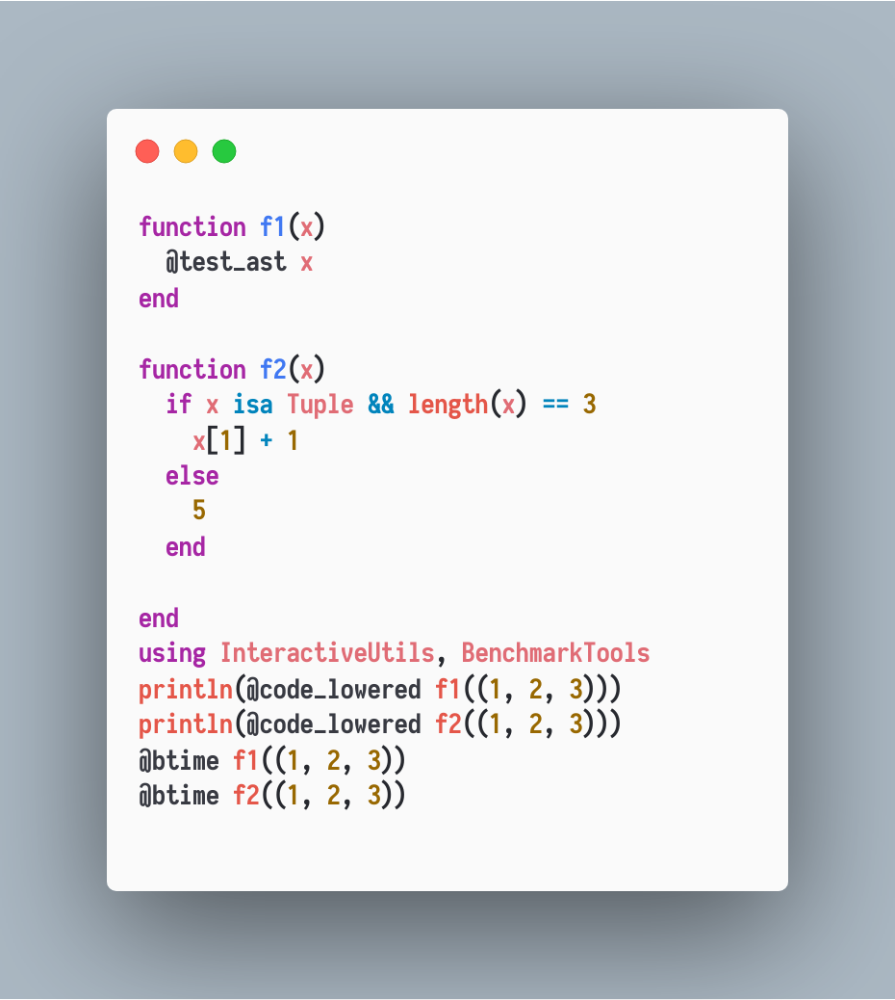 function f1(x)
  @test_ast x
end

function f2(x)
  if x isa Tuple && length(x) == 3
    x[1] + 1
  else
    5
  end

end
using InteractiveUtils, BenchmarkTools
println(@code_lowered f1((1, 2, 3)))
println(@code_lowered f2((1, 2, 3)))
@btime f1((1, 2, 3))
@btime f2((1, 2, 3))